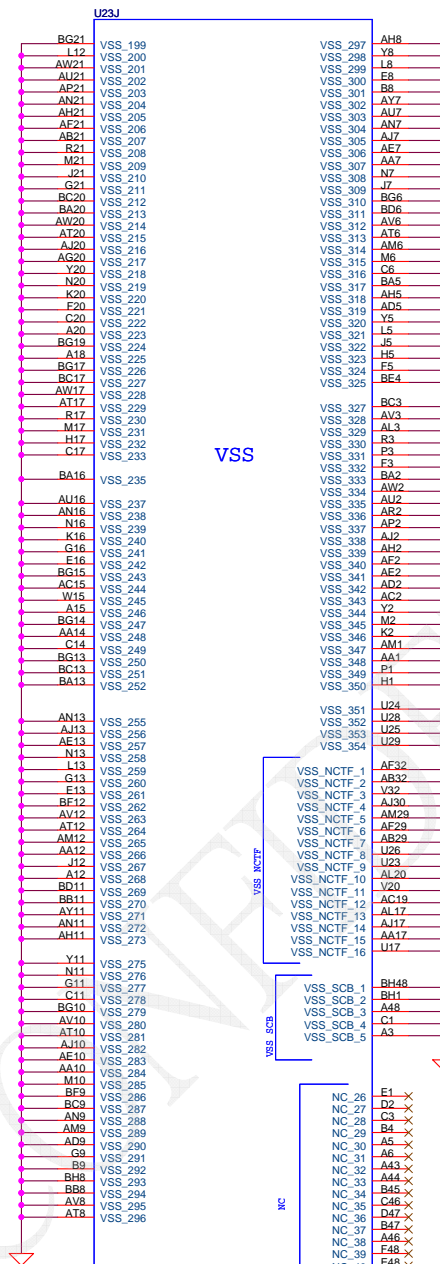 U23J
BG21 VSS_199
L12 VSS_200
AW21 VSS_201
AU21 VSS_202
AP21 VSS_203
AN21 VSS_204
AH21 VSS_205
AF21 VSS_206
AB21 VSS_207
R21 VSS_208
M21 VSS_209
J21 VSS_210
G21 VSS_211
BC20 VSS_212
BA20 VSS_213
AW20 VSS_214
AT20 VSS_215
AJ20 VSS_216
AG20 VSS_217
Y20 VSS_218
N20 VSS_219
K20 VSS_220
F20 VSS_221
C20 VSS_222
A20 VSS_223
BG19 VSS_224
A18 VSS_225
BG17 VSS_226
BC17 VSS_227
AW17 VSS_228
AT17 VSS_229
R17 VSS_230
M17 VSS_231
H17 VSS_232
C17 VSS_233
BA16 VSS_235
AU16 VSS_237
AN16 VSS_238
N16 VSS_239
K16 VSS_240
G16 VSS_241
E16 VSS_242
BG15 VSS_243
AC15 VSS_244
W15 VSS_245
A15 VSS_246
BG14 VSS_247
AA14 VSS_248
C14 VSS_249
BG13 VSS_250
BC13 VSS_251
BA13 VSS_252
AN13 VSS_255
AJ13 VSS_256
AE13 VSS_257
N13 VSS_258
L13 VSS_259
G13 VSS_260
E13 VSS_261
BF12 VSS_262
AV12 VSS_263
AT12 VSS_264
AM12 VSS_265
AA12 VSS_266
J12 VSS_267
A12 VSS_268
BD11 VSS_269
BB11 VSS_270
AY11 VSS_271
AN11 VSS_272
AH11 VSS_273
Y11 VSS_275
N11 VSS_276
G11 VSS_277
C11 VSS_278
BG10 VSS_279
AV10 VSS_280
AT10 VSS_281
AJ10 VSS_282
AE10 VSS_283
AA10 VSS_284
M10 VSS_285
BF9 VSS_286
BC9 VSS_287
AN9 VSS_288
AM9 VSS_289
AD9 VSS_290
G9 VSS_291
B9 VSS_292
BH8 VSS_293
BB8 VSS_294
AV8 VSS_295
AT8 VSS_296
VSS
VSS_297 AH8
VSS_298 Y8
VSS_299 L8
VSS_300 E8
VSS_301 B8
VSS_302 AY7
VSS_303 AU7
VSS_304 AN7
VSS_305 AJ7
VSS_306 AE7
VSS_307 AA7
VSS_308 N7
VSS_309 J7
VSS_310 BG6
VSS_311 BD6
VSS_312 AV6
VSS_313 AT6
VSS_314 AM6
VSS_315 M6
VSS_316 C6
VSS_317 BA5
VSS_318 AH5
VSS_319 AD5
VSS_320 Y5
VSS_321 L5
VSS_322 J5
VSS_323 H5
VSS_324 F5
VSS_325 BE4
VSS_327 BC3
VSS_328 AV3
VSS_329 AL3
VSS_330 R3
VSS_331 P3
VSS_332 F3
VSS_333 BA2
VSS_334 AW2
VSS_335 AU2
VSS_336 AR2
VSS_337 AP2
VSS_338 AJ2
VSS_339 AH2
VSS_340 AF2
VSS_341 AE2
VSS_342 AD2
VSS_343 AC2
VSS_344 Y2
VSS_345 M2
VSS_346 K2
VSS_347 AM1
VSS_348 AA1
VSS_349 P1
VSS_350 H1
VSS_351 U24
VSS_352 U28
VSS_353 U25
VSS_354 U29
VSS NCTF
VSS_NCTF_1 AF32
VSS_NCTF_2 AB32
VSS_NCTF_3 V32
VSS_NCTF_4 AJ30
VSS_NCTF_5 AM29
VSS_NCTF_6 AF29
VSS_NCTF_7 AB29
VSS_NCTF_8 U26
VSS_NCTF_9 U23
VSS_NCTF_10 AL20
VSS_NCTF_11 V20
VSS_NCTF_12 AC19
VSS_NCTF_13 AL17
VSS_NCTF_14 AJ17
VSS_NCTF_15 AA17
VSS_NCTF_16 U17
VSS SCB
VSS_SCB_1 BH48
VSS_SCB_2 BH1
VSS_SCB_3 A48
VSS_SCB_4 C1
VSS_SCB_5 A3
NC
NC_26 E1
NC_27 D2
NC_28 C3
NC_29 B4
NC_30 A5
NC_31 A6
NC_32 A43
NC_33 A44
NC_34 B45
NC_35 C46
NC_36 D47
NC_37 B47
NC_38 A46
NC_39 F48
E48